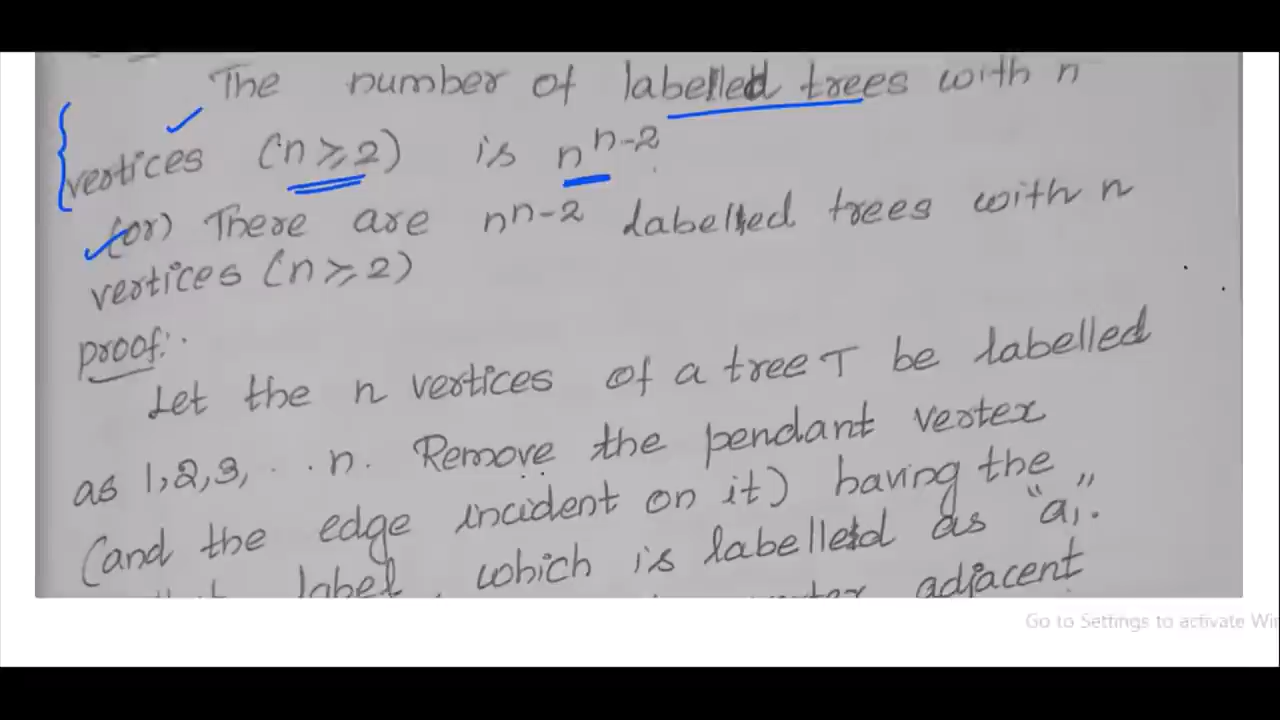 The number of labelled trees with n
vertices (n ≥ 2) is n^{n-2}
(or) There are n^{n-2} labelled trees with n
vertices (n ≥ 2)
proof:.
Let the n vertices of a tree T be labelled
as 1, 2, 3, . . n. Remove the pendant vertex
(and the edge incident on it) having the
label, which is labelled as "a₁".
adjacent
Go to Settings to activate Wi